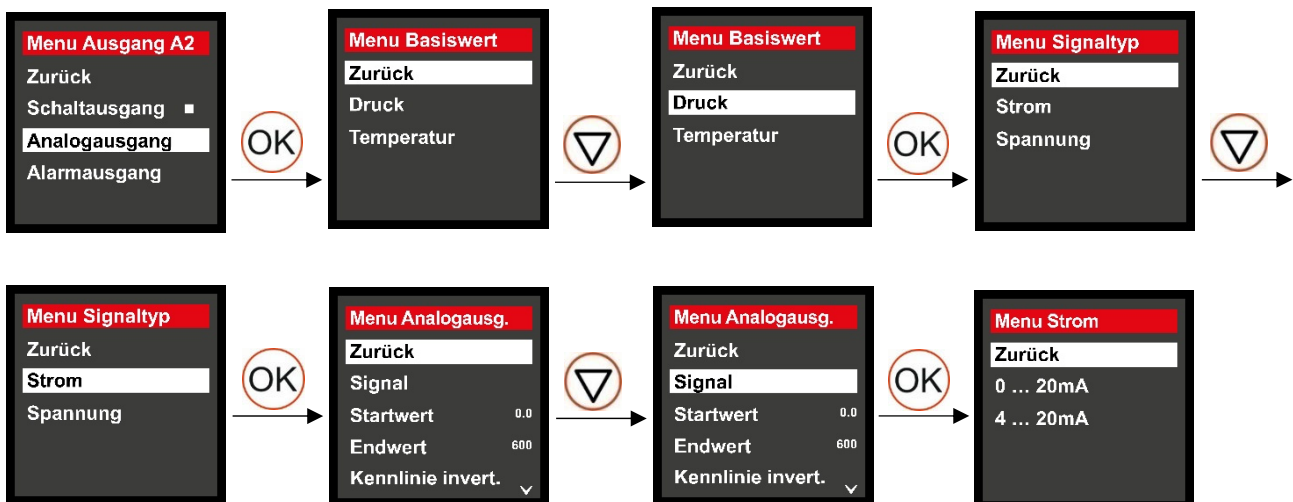 Menu Ausgang A2
Zurück
Schaltausgang
Analogausgang
Alarmausgang
OK
Menu Basiswert
Zurück
Druck
Temperatur
Menu Basiswert
Zurück
Druck
Temperatur
OK
Menu Signaltyp
Zurück
Strom
Spannung
Menu Signaltyp
Zurück
Strom
Spannung
OK
Menu Analogausg.
Zurück
Signal
Startwert 0.0
Endwert 600
Kennlinie invert.
Menu Analogausg.
Zurück
Signal
Startwert 0.0
Endwert 600
Kennlinie invert.
OK
Menu Strom
Zurück
0 ... 20mA
4 ... 20mA